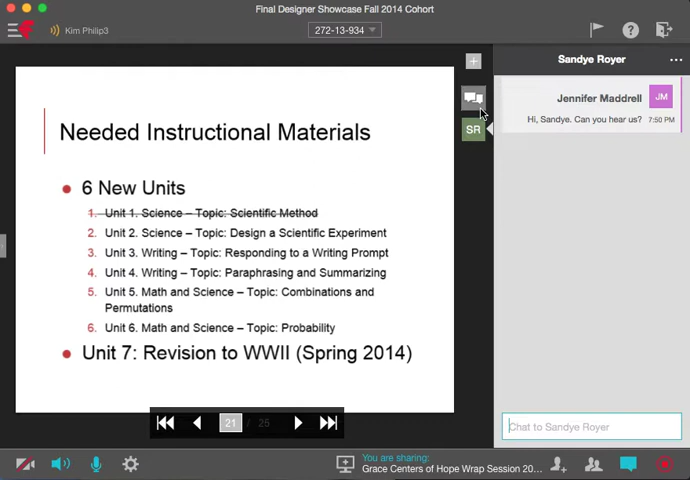 Final Designer Showcase Fall 2014 Cohort
Kim Philip3
272-13-934
Needed Instructional Materials
6 New Units
1. Unit 1. Science – Topic: Scientific Method
2. Unit 2. Science – Topic: Design a Scientific Experiment
3. Unit 3. Writing – Topic: Responding to a Writing Prompt
4. Unit 4. Writing – Topic: Paraphrasing and Summarizing
5. Unit 5. Math and Science – Topic: Combinations and
Permutations
6. Unit 6. Math and Science – Topic: Probability
Unit 7: Revision to WWII (Spring 2014)
21 / 25
SR
Sandye Royer
Jennifer Maddrell JM
Hi, Sandye. Can you hear us? 7:50 PM
Chat to Sandye Royer
You are sharing:
Grace Centers of Hope Wrap Session 20...